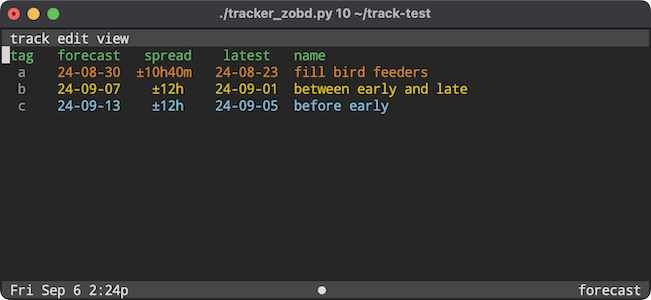 ./tracker_zobd.py 10 ~/track-test
track edit view
tag forecast spread latest name
a 24-08-30 ±10h40m 24-08-23 fill bird feeders
b 24-09-07 ±12h 24-09-01 between early and late
c 24-09-13 ±12h 24-09-05 before early
Fri Sep 6 2:24p ● forecast